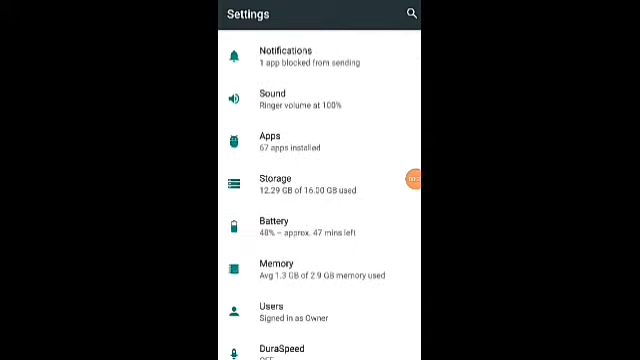 Settings
Notifications
1 app blocked from sending
Sound
Ringer volume at 100%
Apps
67 apps installed
Storage
12.29 GB of 16.00 GB used
Battery
48% – approx. 47 mins left
Memory
Avg 1.3 GB of 2.9 GB memory used
Users
Signed in as Owner
DuraSpeed
OFF